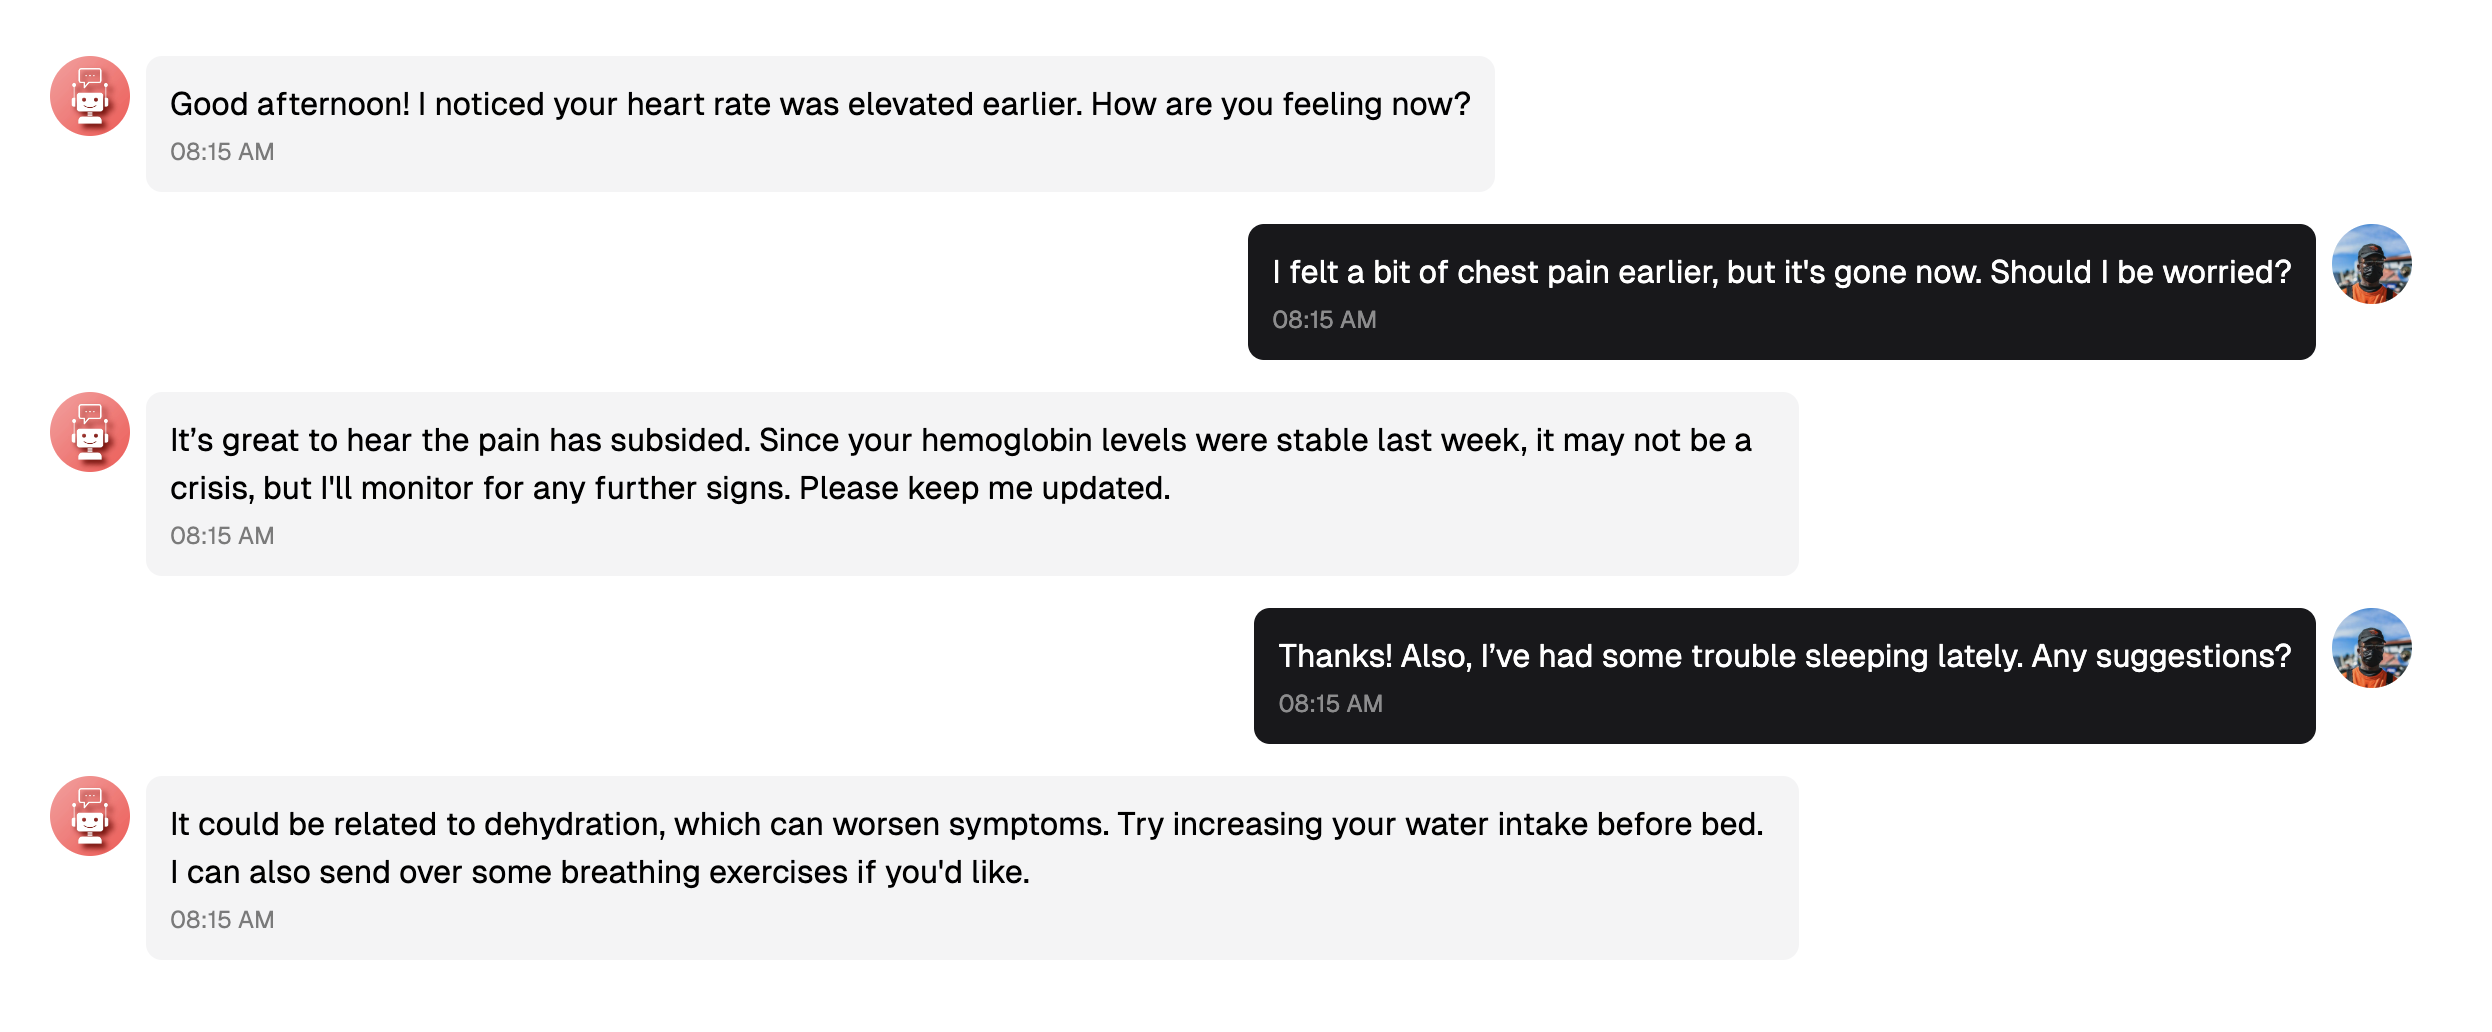 Good afternoon! I noticed your heart rate was elevated earlier. How are you feeling now?
08:15 AM
I felt a bit of chest pain earlier, but it's gone now. Should I be worried?
08:15 AM
It’s great to hear the pain has subsided. Since your hemoglobin levels were stable last week, it may not be a
crisis, but I'll monitor for any further signs. Please keep me updated.
08:15 AM
Thanks! Also, I’ve had some trouble sleeping lately. Any suggestions?
08:15 AM
It could be related to dehydration, which can worsen symptoms. Try increasing your water intake before bed.
I can also send over some breathing exercises if you'd like.
08:15 AM